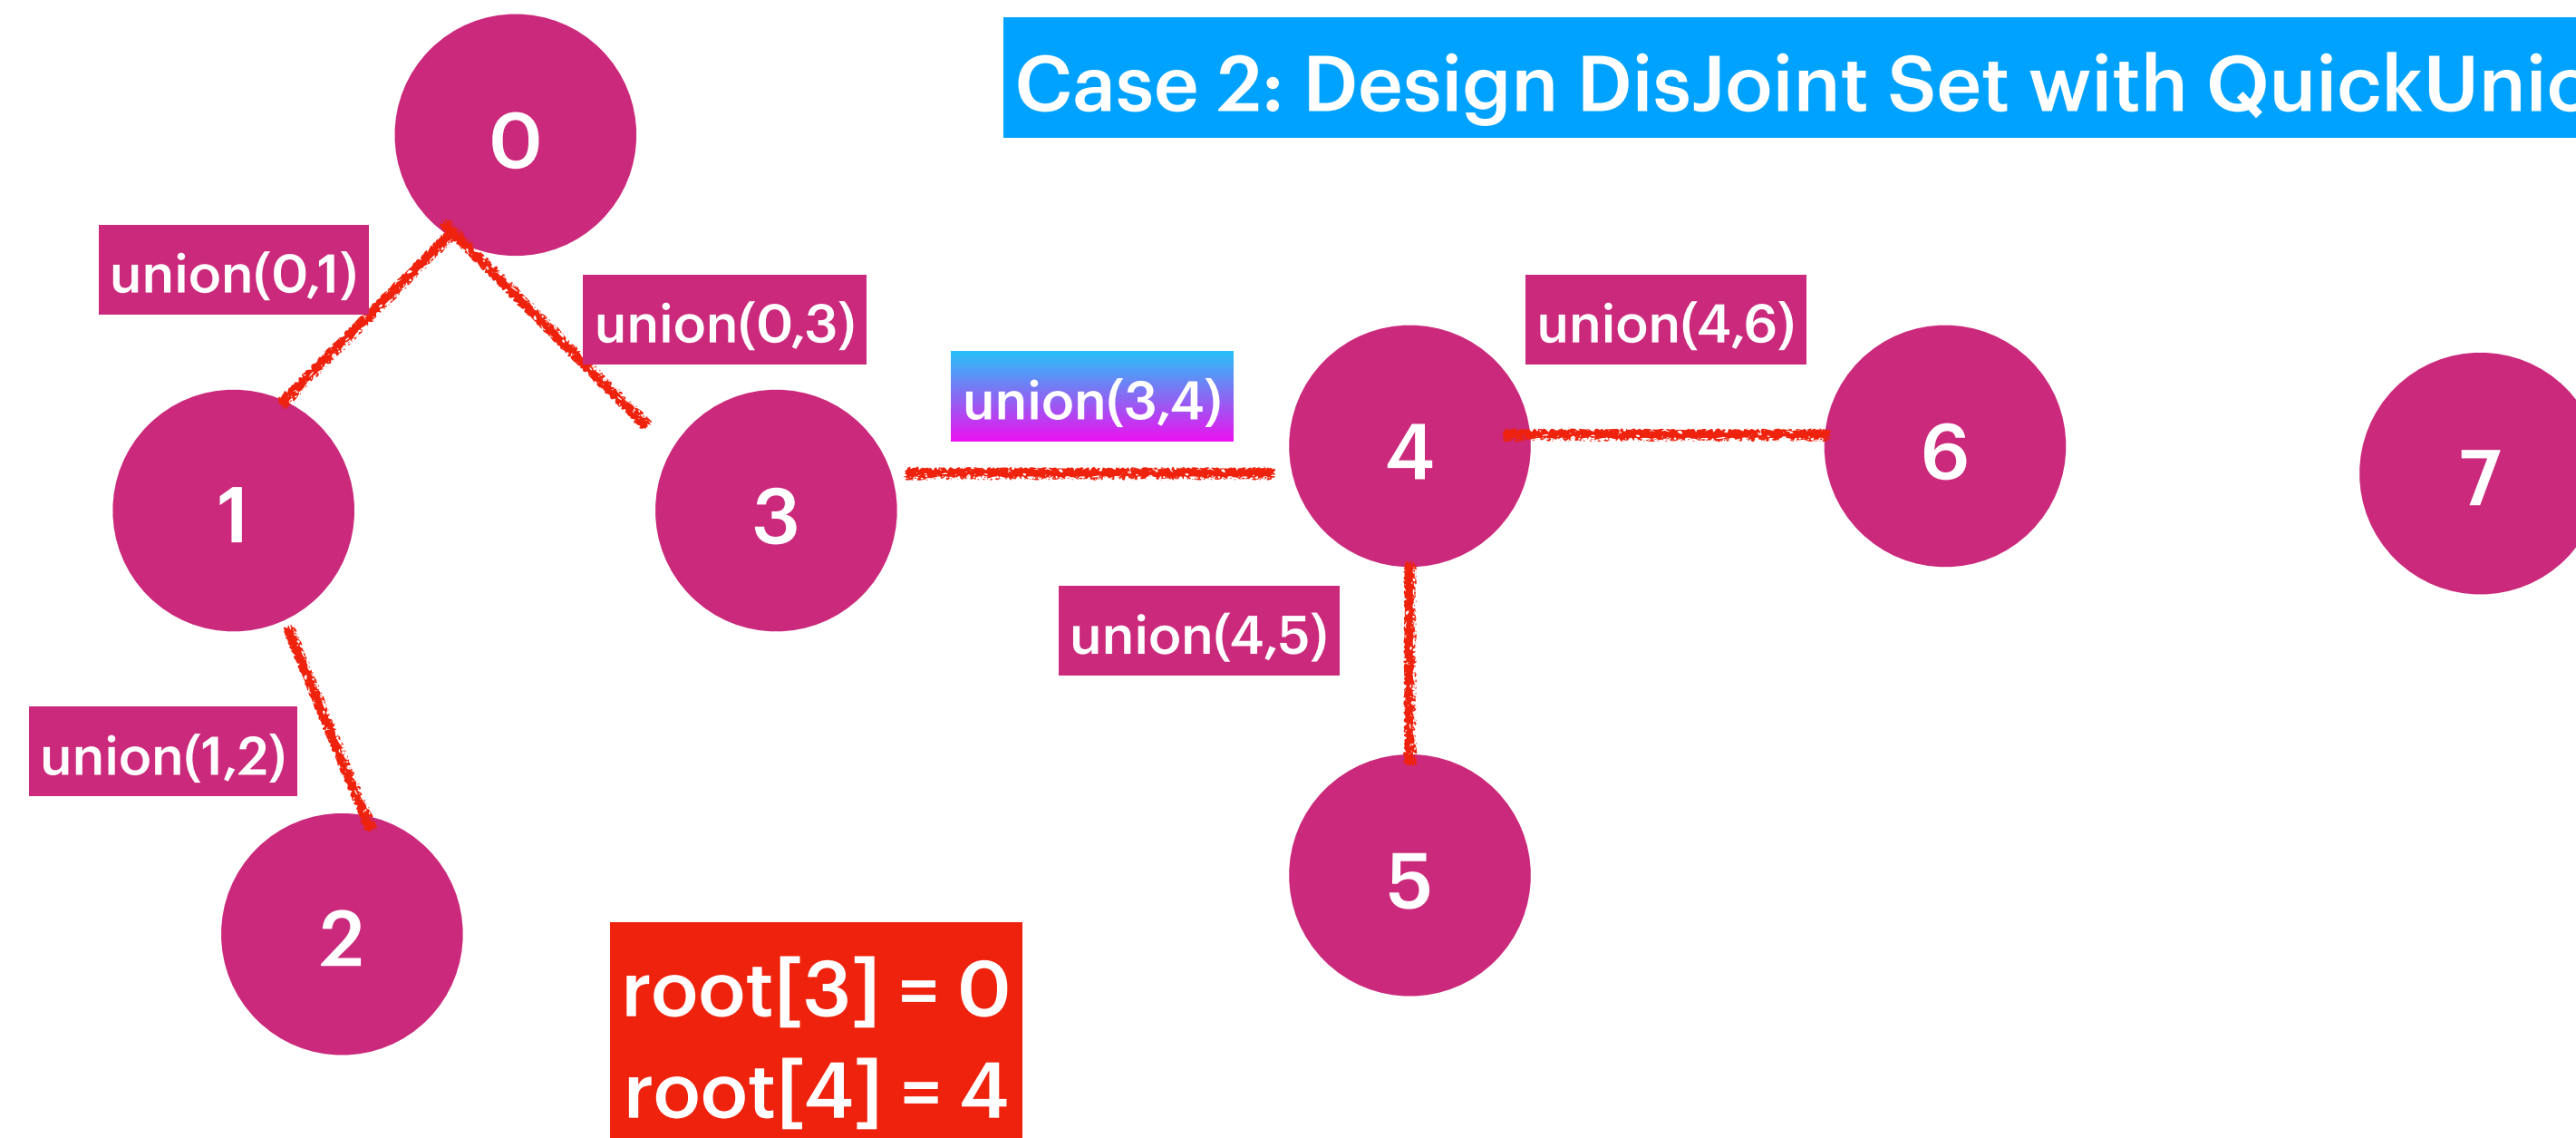 Case 2: Design DisJoint Set with QuickUnio
0
union(0,1)
union(0,3)
union(4,6)
union(3,4)
4
6
7
1
3
union(4,5)
union(1,2)
5
2
root[3] = 0
root[4] = 4